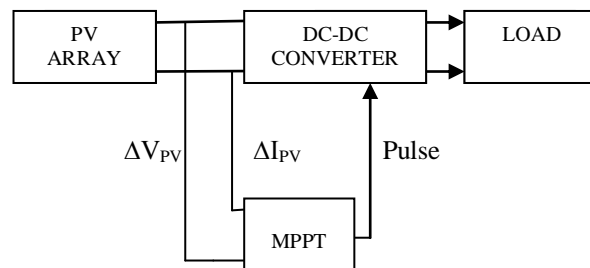 PV
ARRAY
DC-DC
CONVERTER
LOAD
ΔV_PV
ΔI_PV
Pulse
MPPT